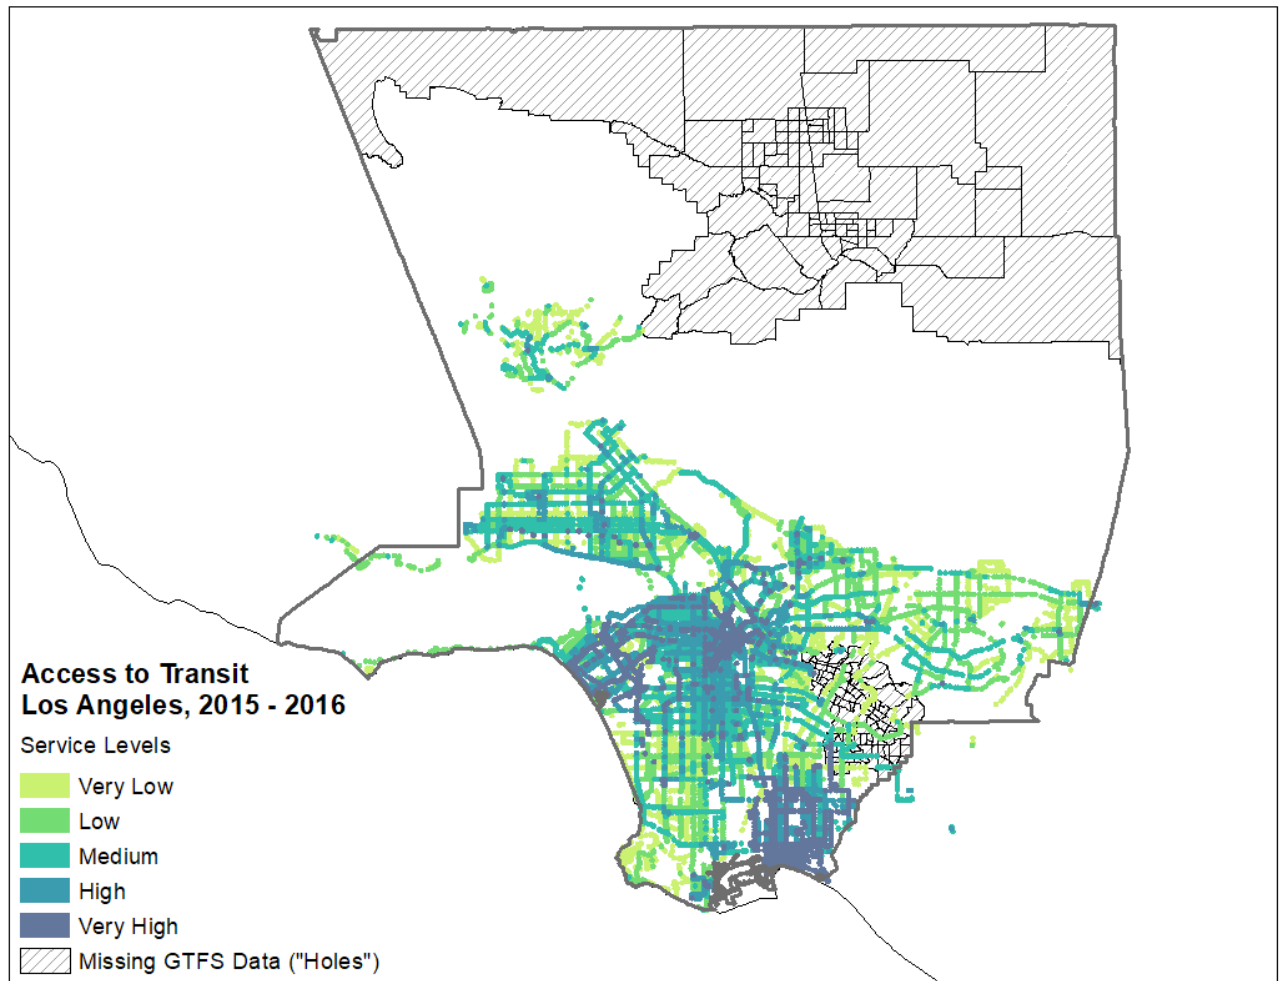 Access to Transit
Los Angeles, 2015 - 2016
Service Levels
Very Low
Low
Medium
High
Very High
Missing GTFS Data ("Holes")